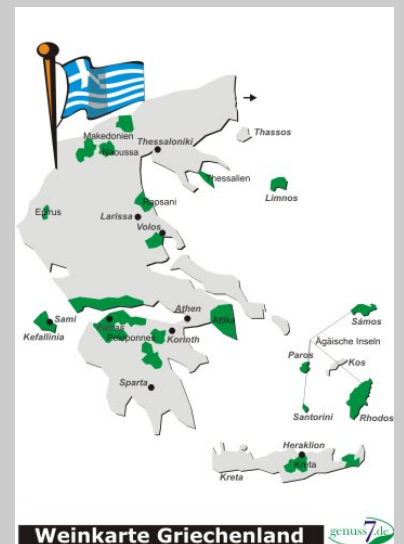 Makedonien
Naoussa
Thessaloniki
Thassos
Thessalien
Limnos
Epirus
Rapsani
Larissa
Volos
Sami
Kefallinia
Athen
Attika
Patras
Peloponnes
Korinth
Sparta
Sámos
Ägäische Inseln
Paros
Kos
Santorini
Rhodos
Heraklion
Kreta
Kreta
Weinkarte Griechenland
genuss7.de